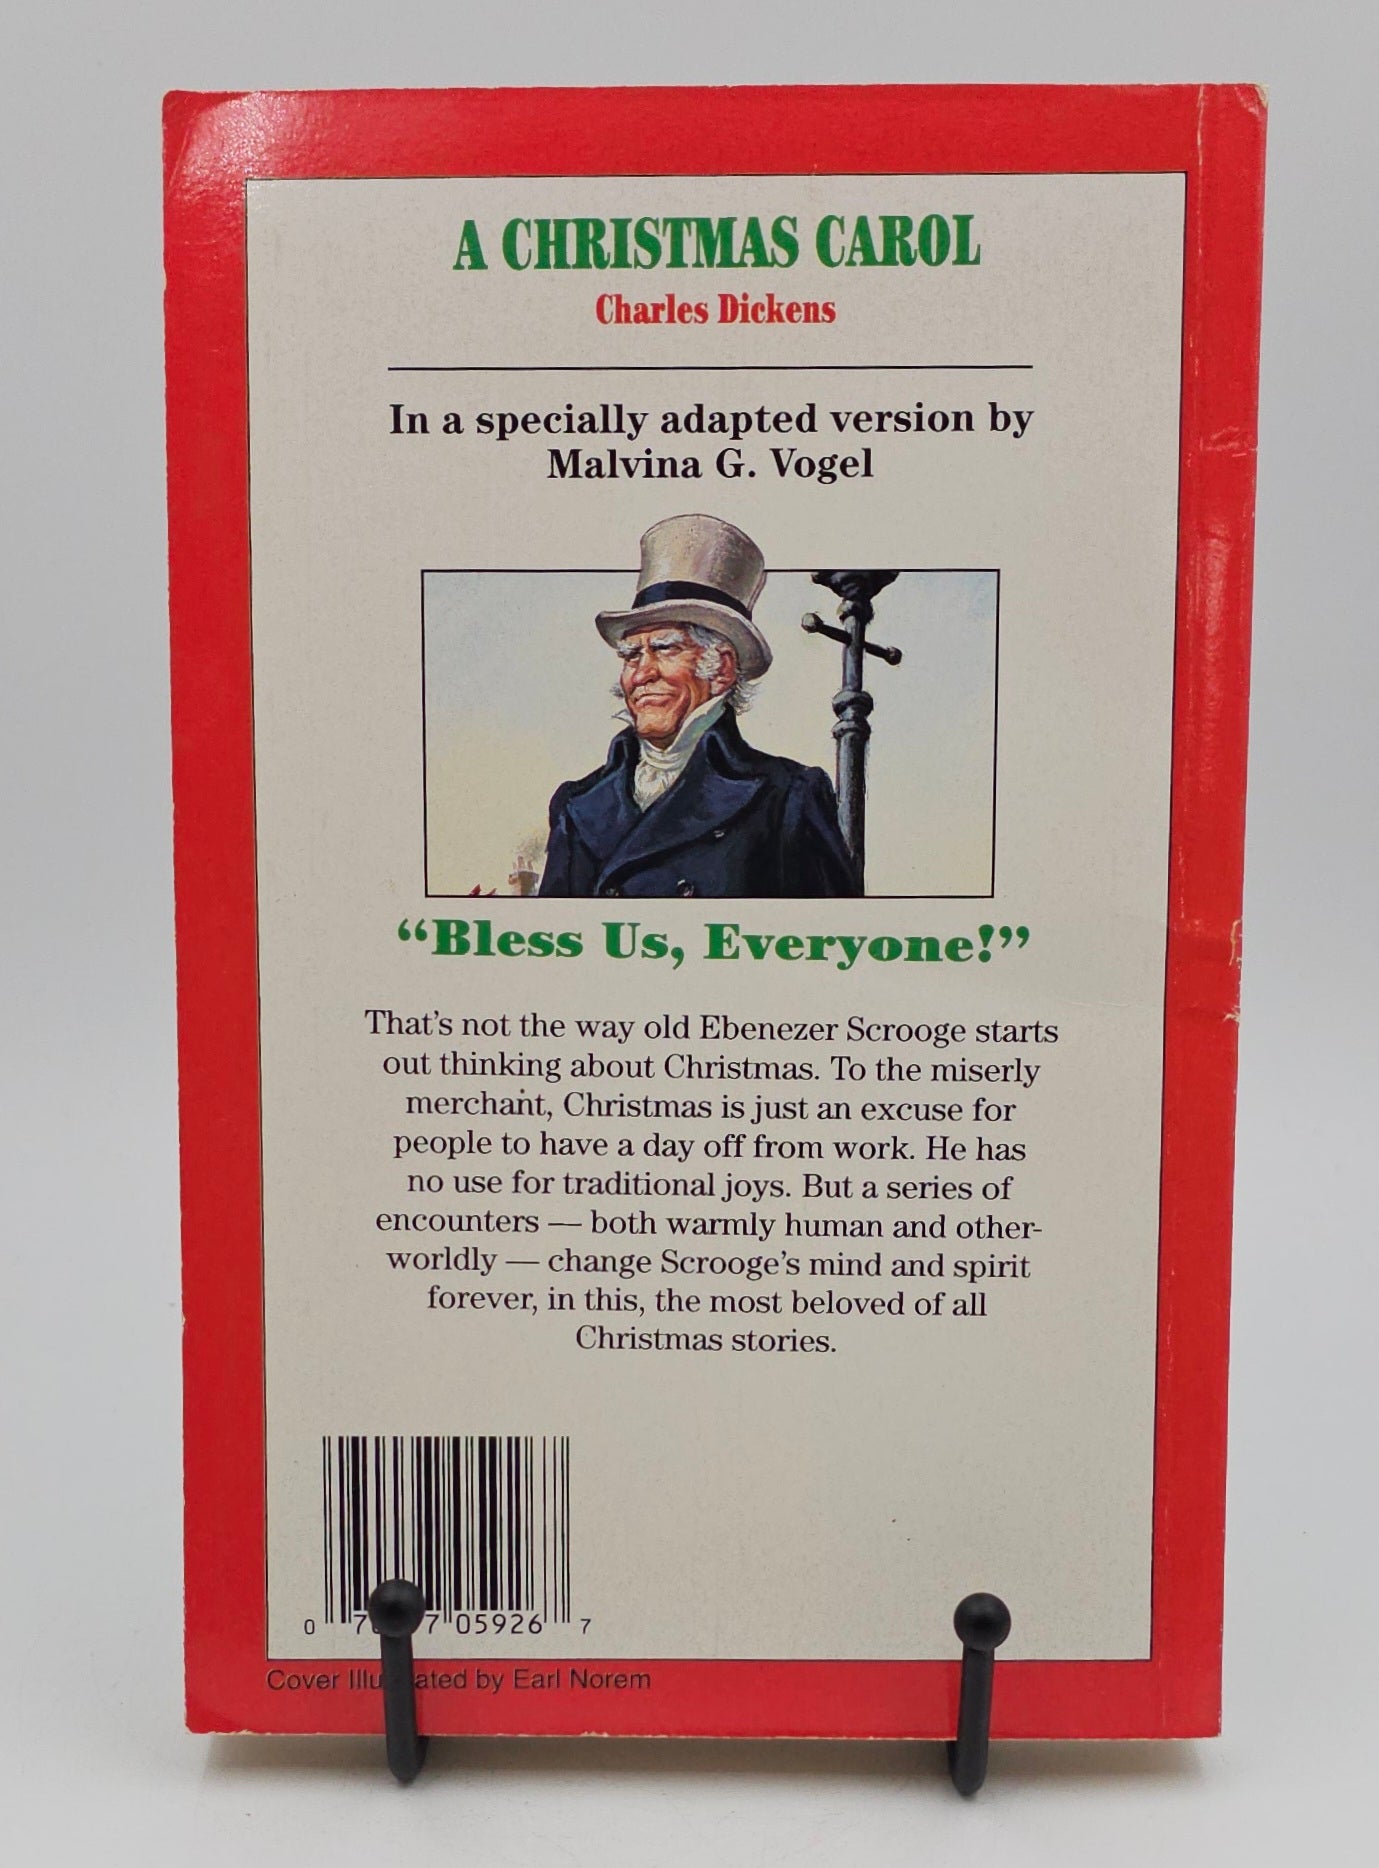 A CHRISTMAS CAROL
Charles Dickens
In a specially adapted version by
Malvina G. Vogel
“Bless Us, Everyone!”
That’s not the way old Ebenezer Scrooge starts
out thinking about Christmas. To the miserly
merchant, Christmas is just an excuse for
people to have a day off from work. He has
no use for traditional joys. But a series of
encounters — both warmly human and other-
worldly — change Scrooge’s mind and spirit
forever, in this, the most beloved of all
Christmas stories.
0 05926 7
Cover by Earl Norem